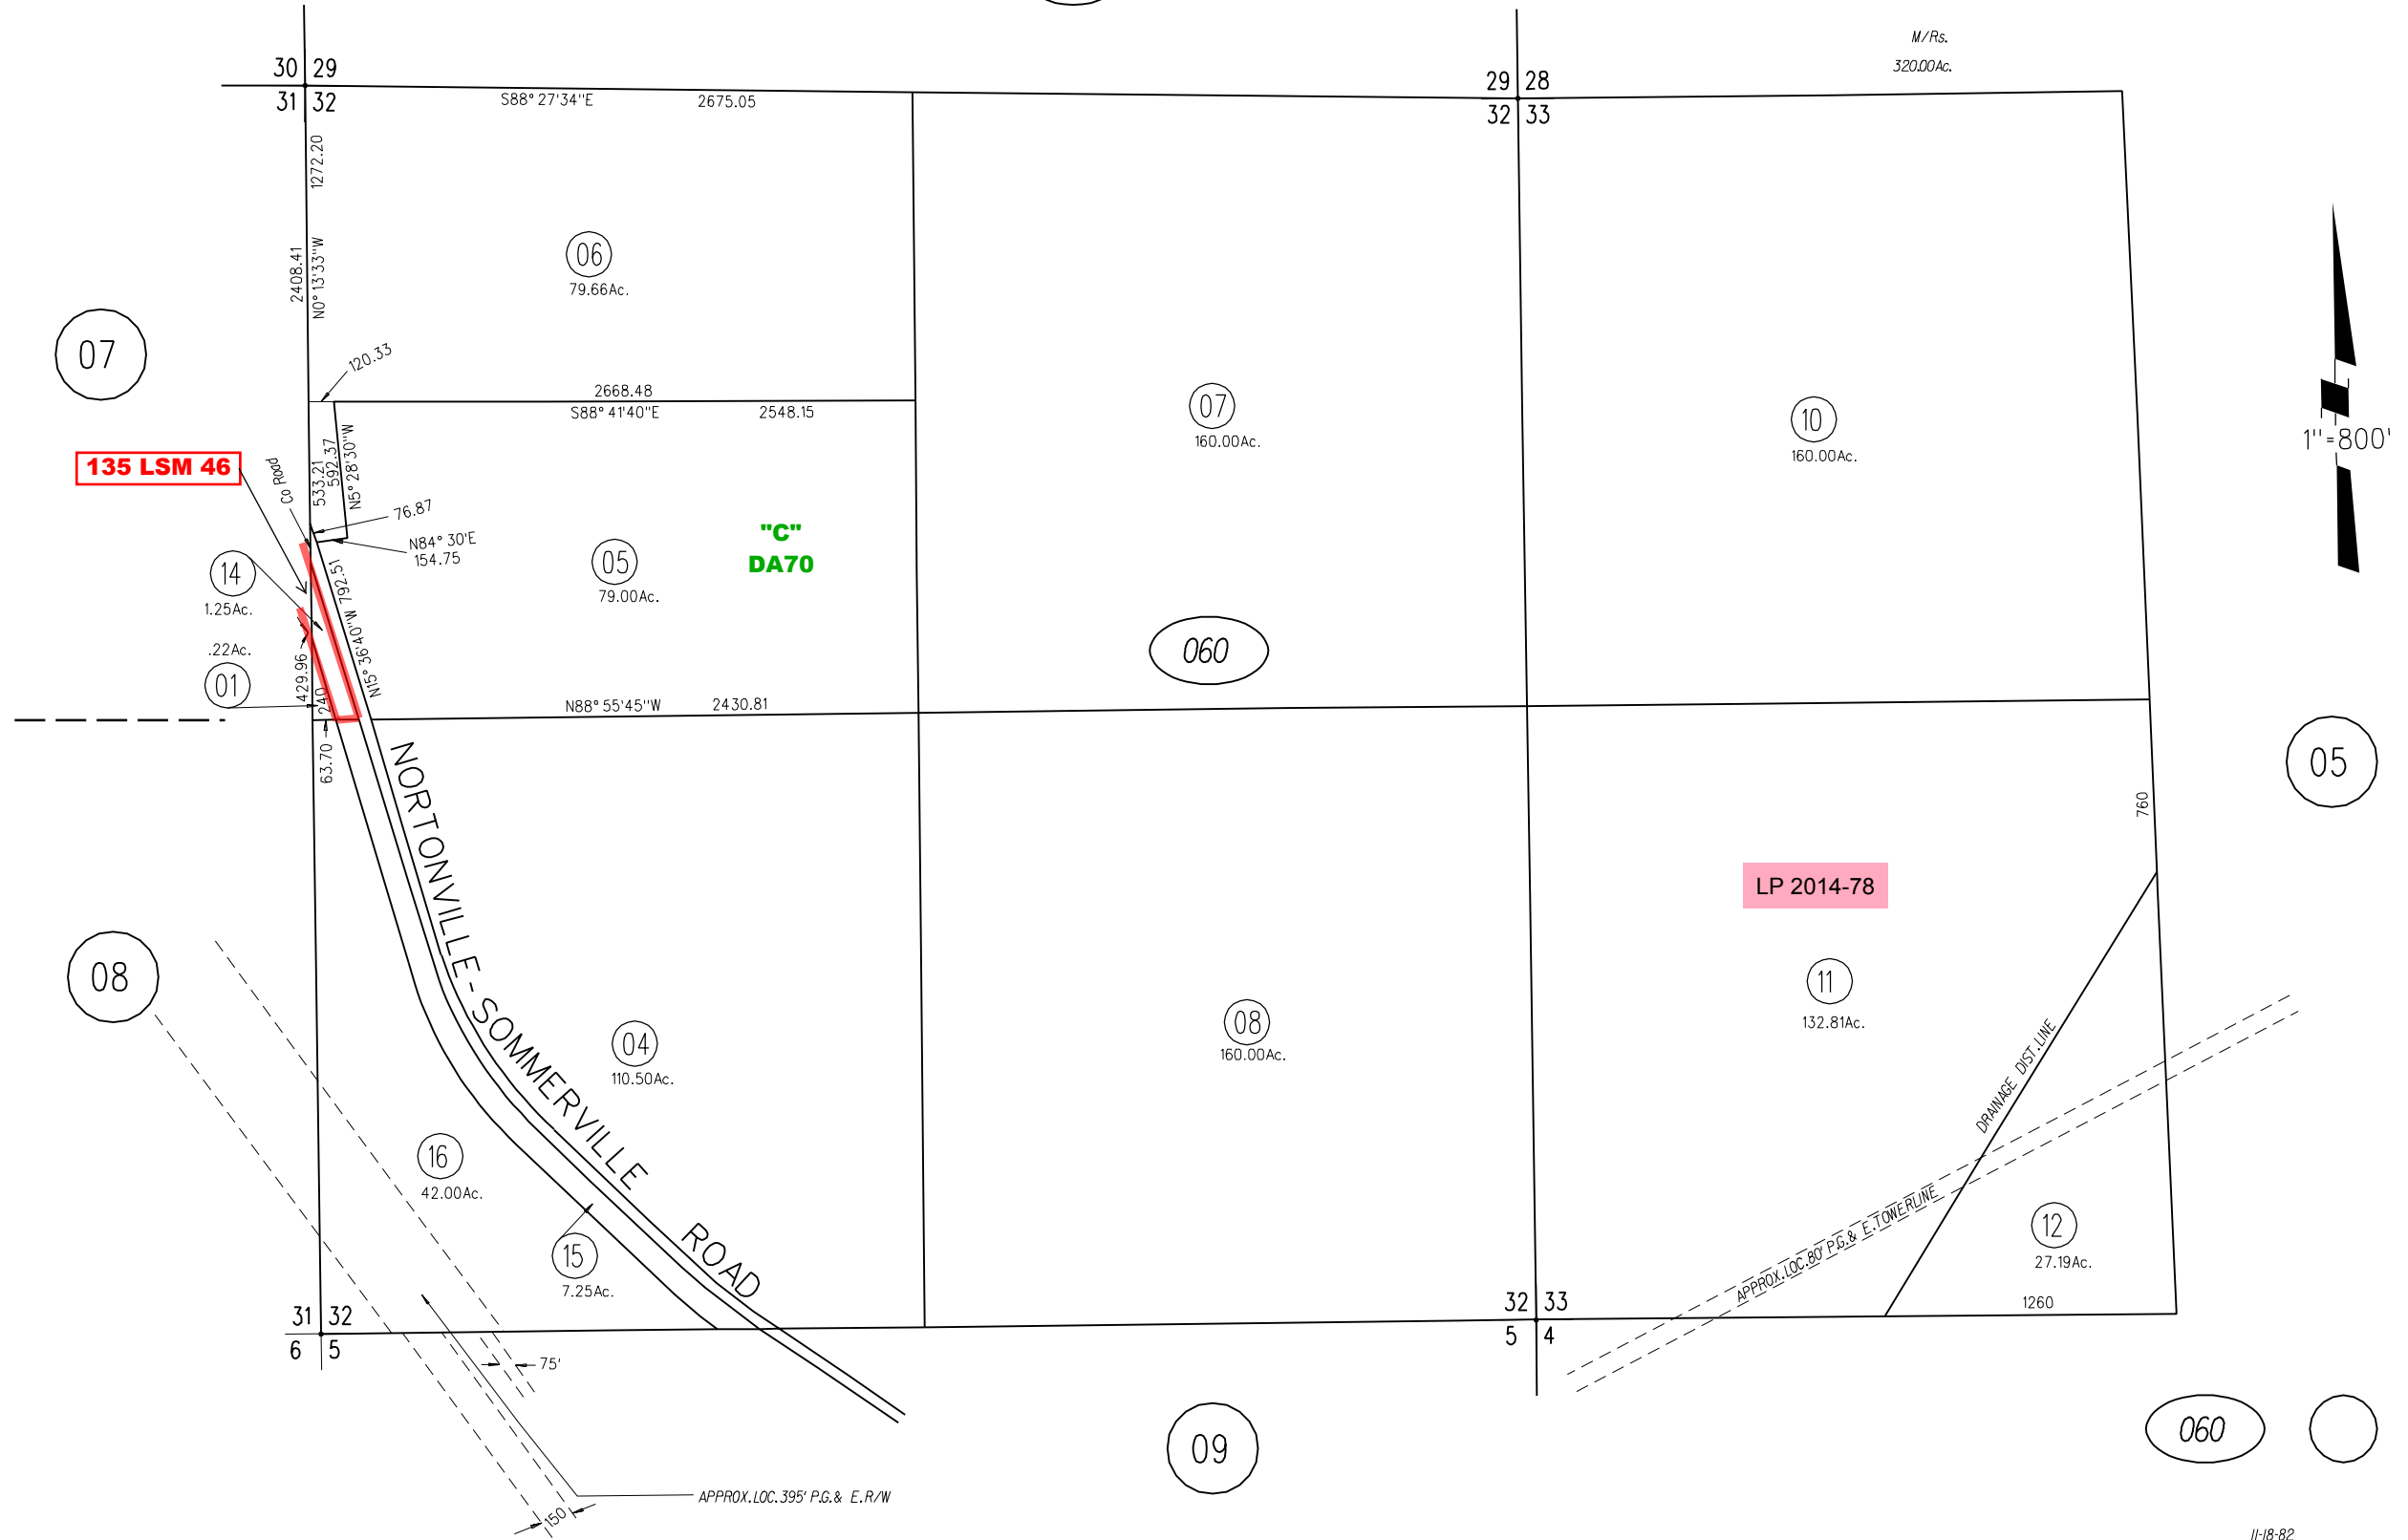 M/Rs.
320.00Ac.
30 29
31 32
29 28
32 33
S88° 27'34"E 2675.05
1272.20
2408.41
N0° 13'33"W
06
79.66Ac.
07
120.33
2668.48
S88° 41'40"E 2548.15
07
160.00Ac.
10
160.00Ac.
1"=800'
135 LSM 46
Co Road
533.21
592.37
N5° 28'30"W
76.87
N84° 30'E
154.75
"C"
DA70
05
79.00Ac.
14
1.25Ac.
.22Ac.
01
429.96
240
N15° 36'40"W 792.51
060
N88° 55'45"W 2430.81
63.70
NORTONVILLE-SOMMERVILLE ROAD
05
760
LP 2014-78
08
11
132.81Ac.
08
160.00Ac.
04
110.50Ac.
DRAINAGE DIST.LINE
16
42.00Ac.
15
7.25Ac.
APPROX.LOC.80' P.G.& E.TOWERLINE
12
27.19Ac.
1260
31 32
6 5
32 33
5 4
75'
09
060
APPROX.LOC.395' P.G.& E.R/W
150
11-18-82